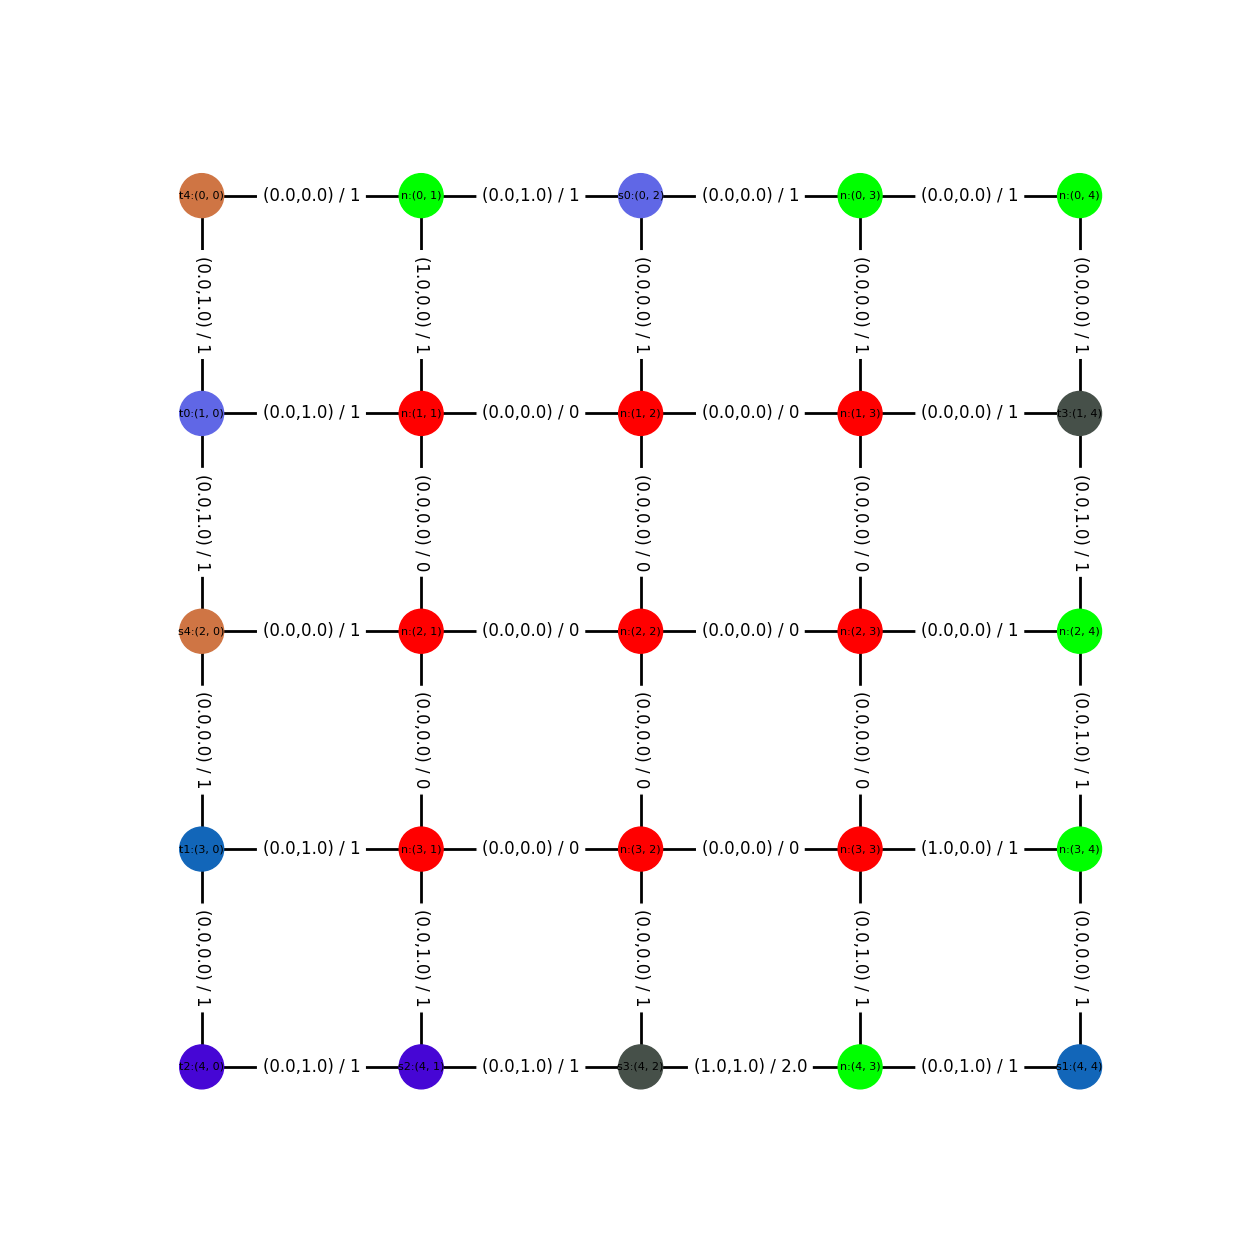 t4:(0, 0) (0.0,0.0) / 1 n:(0, 1) (0.0,1.0) / 1 s0:(0, 2) (0.0,0.0) / 1 n:(0, 3) (0.0,0.0) / 1 n:(0, 4)
(0.0,1.0) / 1 (1.0,0.0) / 1 (0.0,0.0) / 1 (0.0,0.0) / 1 (0.0,0.0) / 1
t0:(1, 0) (0.0,1.0) / 1 n:(1, 1) (0.0,0.0) / 0 n:(1, 2) (0.0,0.0) / 0 n:(1, 3) (0.0,0.0) / 1 t3:(1, 4)
(0.0,1.0) / 1 (0.0,0.0) / 0 (0.0,0.0) / 0 (0.0,0.0) / 0 (0.0,1.0) / 1
s4:(2, 0) (0.0,0.0) / 1 n:(2, 1) (0.0,0.0) / 0 n:(2, 2) (0.0,0.0) / 0 n:(2, 3) (0.0,0.0) / 1 n:(2, 4)
(0.0,0.0) / 1 (0.0,0.0) / 0 (0.0,0.0) / 0 (0.0,0.0) / 0 (0.0,1.0) / 1
t1:(3, 0) (0.0,1.0) / 1 n:(3, 1) (0.0,0.0) / 0 n:(3, 2) (0.0,0.0) / 0 n:(3, 3) (1.0,0.0) / 1 n:(3, 4)
(0.0,0.0) / 1 (0.0,1.0) / 1 (0.0,0.0) / 1 (0.0,1.0) / 1 (0.0,0.0) / 1
t2:(4, 0) (0.0,1.0) / 1 s2:(4, 1) (0.0,1.0) / 1 s3:(4, 2) (1.0,1.0) / 2.0 n:(4, 3) (0.0,1.0) / 1 s1:(4, 4)